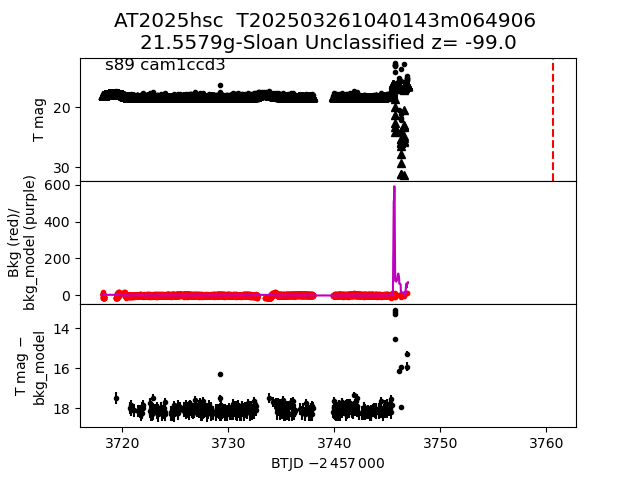 AT2025hsc  T202503261040143m064906
21.5579g-Sloan Unclassified z= -99.0
s89 cam1ccd3
T mag
20
30
Bkg (red)/
bkg_model (purple)
600
400
200
0
T mag −
bkg_model
14
16
18
3720 3730 3740 3750 3760
BTJD −2 457 000